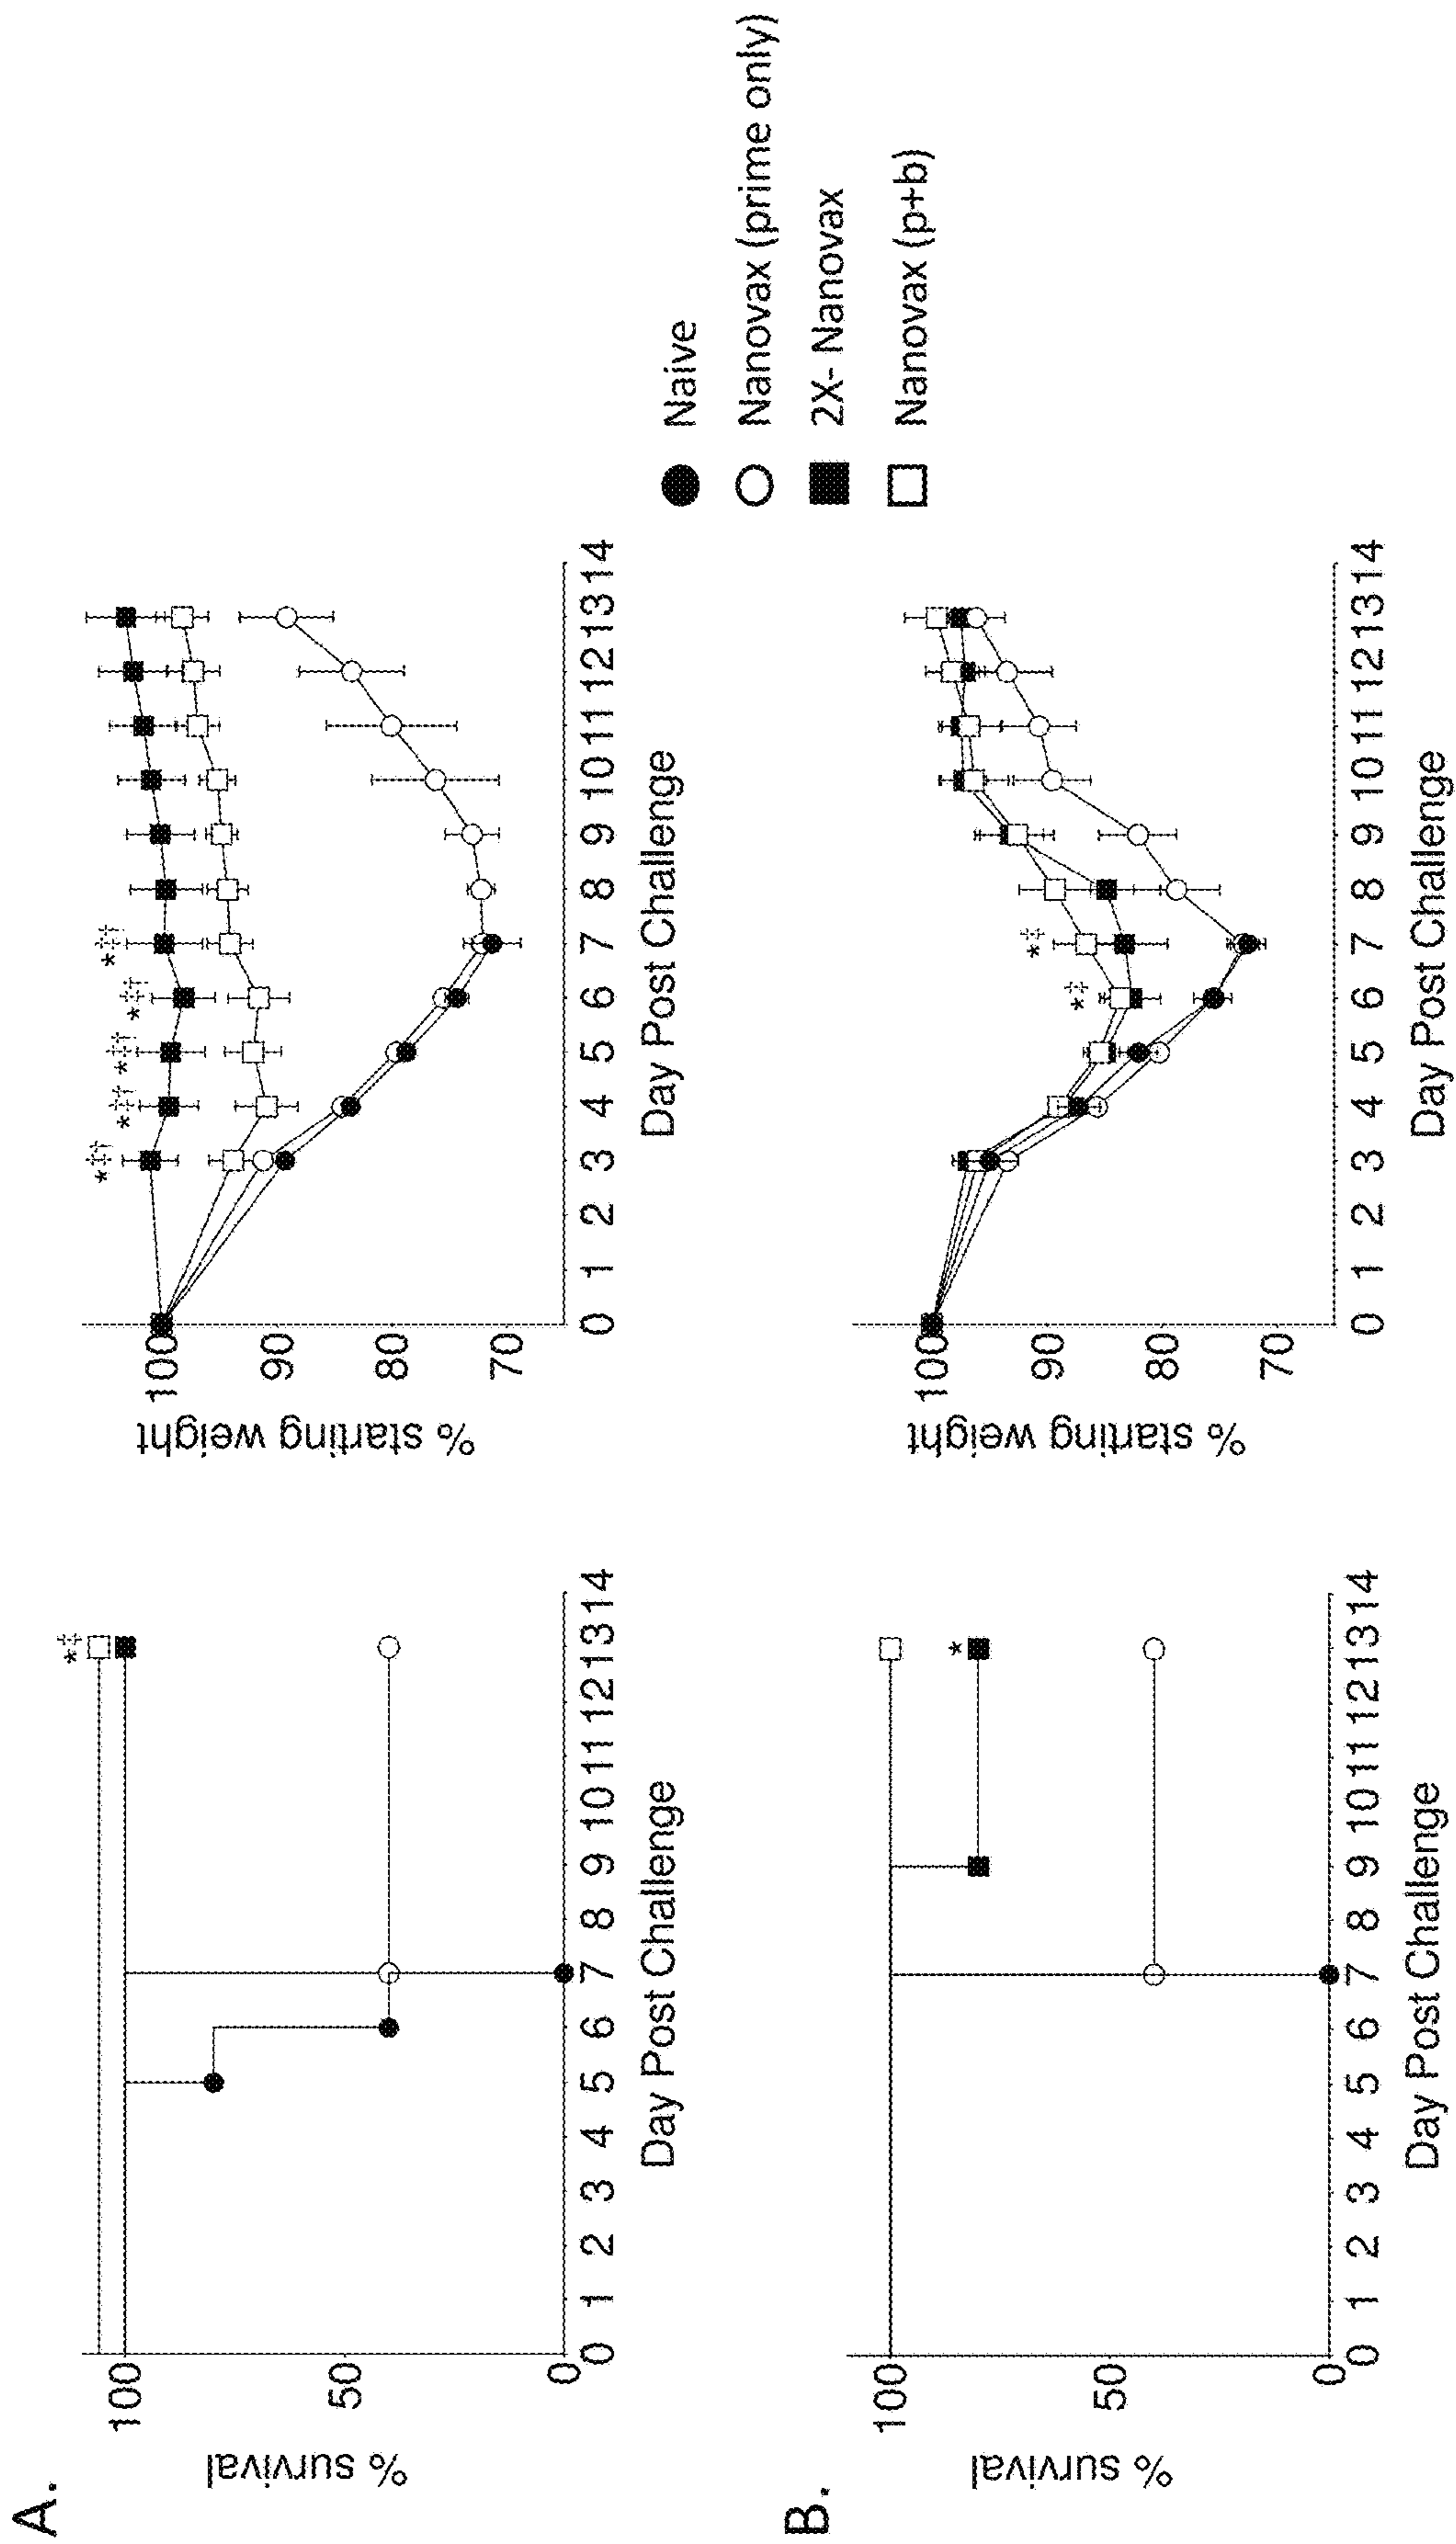 A.
% survival
100
50
0
0 1 2 3 4 5 6 7 8 9 10 11 12 13 14
Day Post Challenge
*‡
% starting weight
100
90
80
70
0 1 2 3 4 5 6 7 8 9 10 11 12 13 14
Day Post Challenge
*‡† *‡† *‡† *‡† *‡†
B.
% survival
100
50
0
0 1 2 3 4 5 6 7 8 9 10 11 12 13 14
Day Post Challenge
*
% starting weight
100
90
80
70
0 1 2 3 4 5 6 7 8 9 10 11 12 13 14
Day Post Challenge
*‡ *‡
Naive
Nanovax (prime only)
2X- Nanovax
Nanovax (p+b)